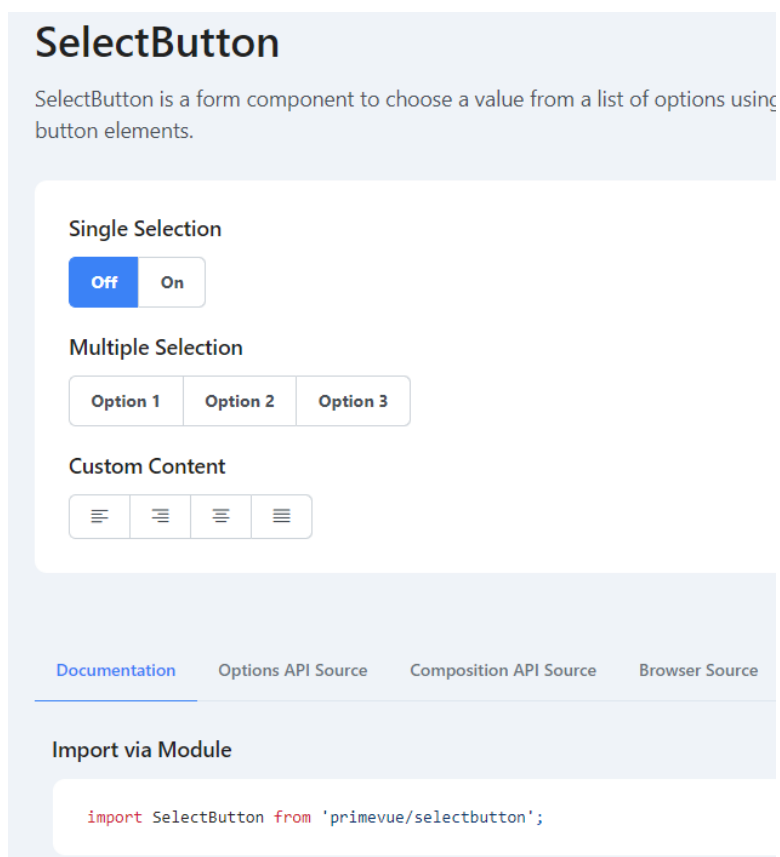 SelectButton
SelectButton is a form component to choose a value from a list of options using
button elements.
Single Selection
Off On
Multiple Selection
Option 1 Option 2 Option 3
Custom Content
Documentation Options API Source Composition API Source Browser Source
Import via Module
import SelectButton from 'primevue/selectbutton';